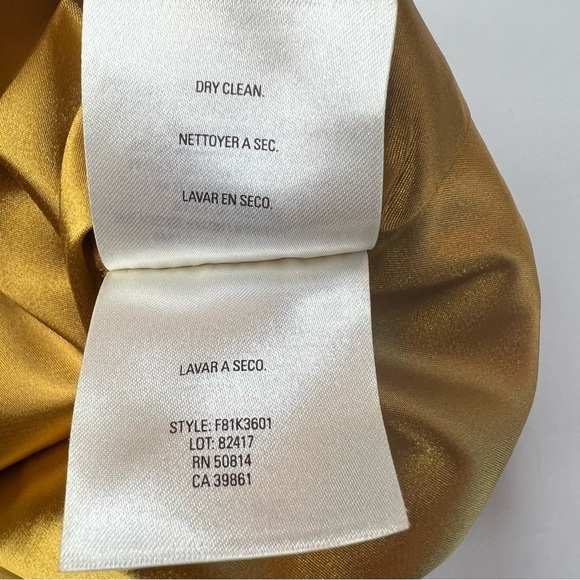 DRY CLEAN.
NETTOYER A SEC.
LAVAR EN SECO.
LAVAR A SECO.
STYLE: F81K3601
LOT: 82417
RN 50814
CA 39861